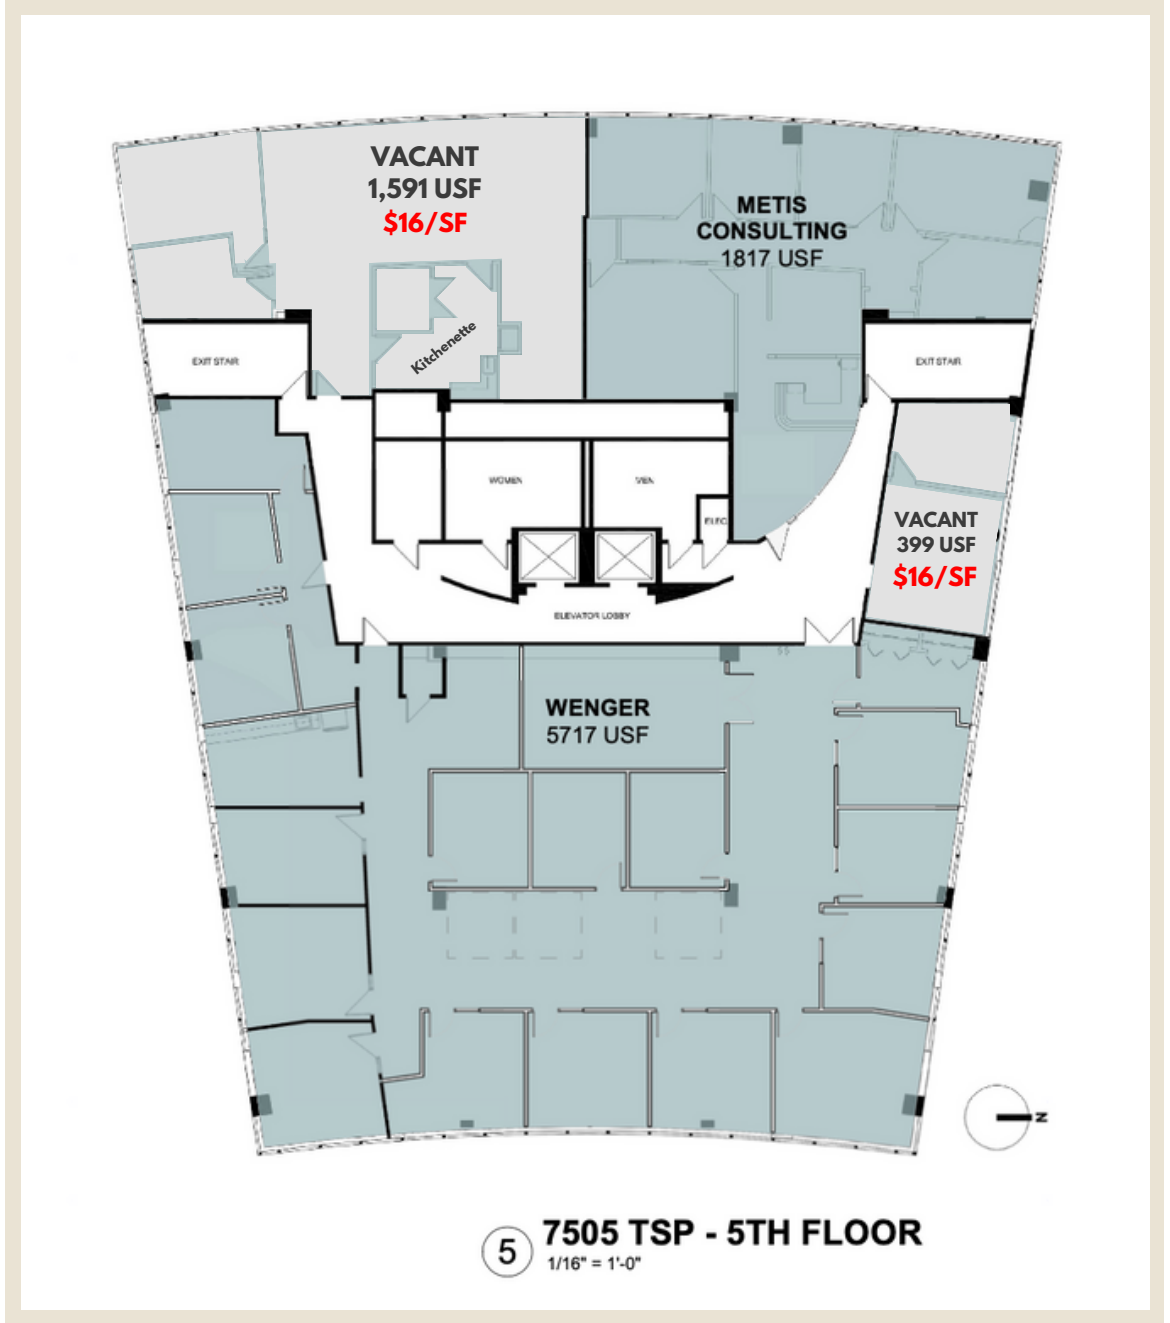 VACANT
1,591 USF
$16/SF
METIS
CONSULTING
1817 USF
Kitchenette
EXIT STAIR
EXIT STAIR
WOMEN
MEN
ELEC
VACANT
399 USF
$16/SF
ELEVATOR LOBBY
WENGER
5717 USF
N
5
7505 TSP - 5TH FLOOR
1/16" = 1'-0"